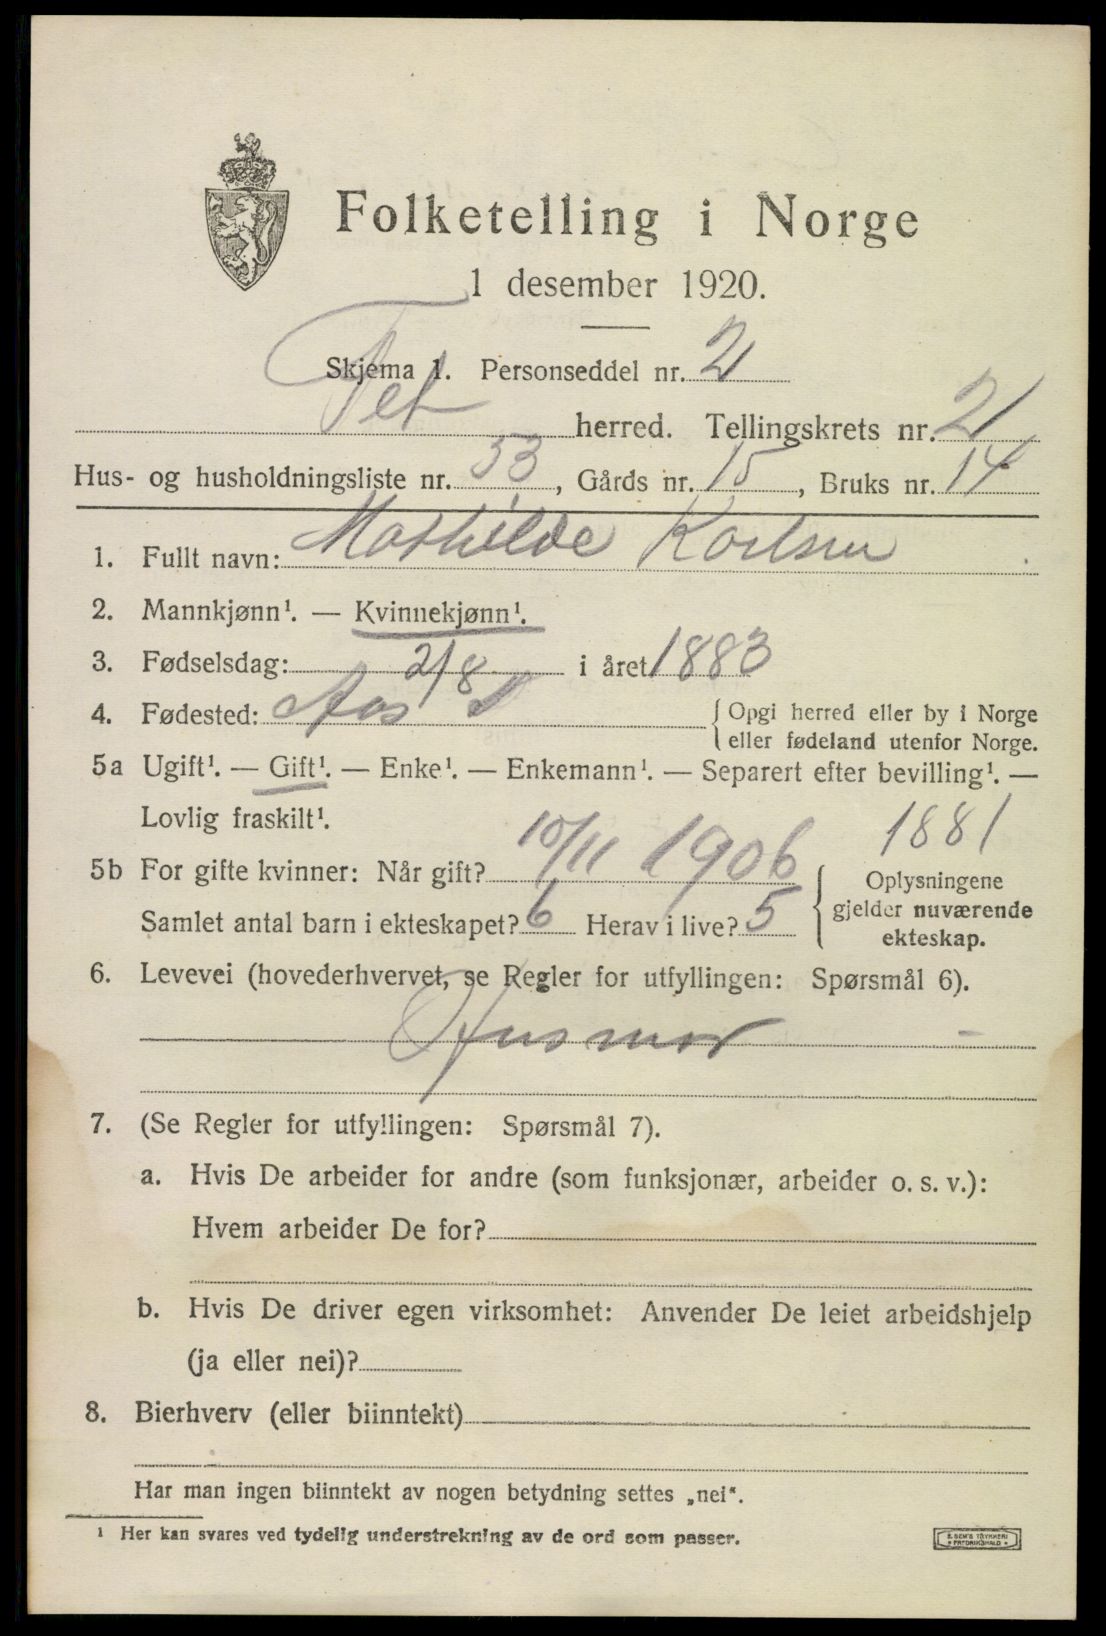 Folketelling i Norge
1 desember 1920.
Skjema 1. Personseddel nr. 2
Fet herred. Tellingskrets nr. 2
Hus- og husholdningsliste nr. 53, Gårds nr. 15, Bruks nr. 14
1. Fullt navn: Mathilde Karlsen
2. Mannkjønn¹. — Kvinnekjønn¹.
3. Fødselsdag: 2/8 i året 1883
4. Fødested: Aas
{ Opgi herred eller by i Norge
eller fødeland utenfor Norge.
5a Ugift¹. — Gift¹. — Enke¹. — Enkemann¹. — Separert efter bevilling¹. —
Lovlig fraskilt¹.
1881
5b For gifte kvinner: Når gift? 10/11 1906
Samlet antal barn i ekteskapet? 6 Herav i live? 5
{ Oplysningene
gjelder nuværende
ekteskap.
6. Levevei (hovederhvervet, se Regler for utfyllingen: Spørsmål 6).
Husmor —
7. (Se Regler for utfyllingen: Spørsmål 7).
a. Hvis De arbeider for andre (som funksjonær, arbeider o. s. v.):
Hvem arbeider De for?
b. Hvis De driver egen virksomhet: Anvender De leiet arbeidshjelp
(ja eller nei)?
8. Bierhverv (eller biinntekt)
Har man ingen biinntekt av nogen betydning settes „nei“.
¹ Her kan svares ved tydelig understrekning av de ord som passer.
E. SEM'S TRYKKERI
FREDRIKSHALD